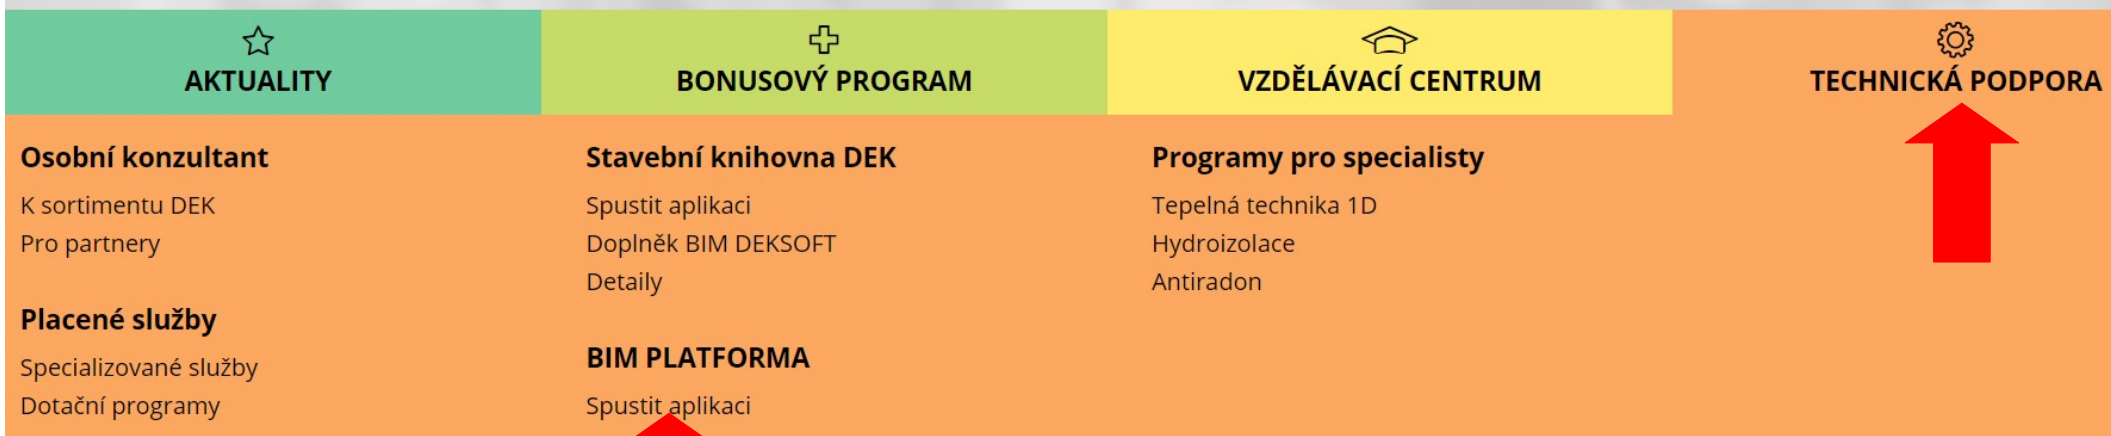 AKTUALITY
BONUSOVÝ PROGRAM
VZDĚLÁVACÍ CENTRUM
TECHNICKÁ PODPORA
Osobní konzultant
K sortimentu DEK
Pro partnery
Placené služby
Specializované služby
Dotační programy
Stavební knihovna DEK
Spustit aplikaci
Doplněk BIM DEKSOFT
Detaily
BIM PLATFORMA
Spustit aplikaci
Programy pro specialisty
Tepelná technika 1D
Hydroizolace
Antiradon